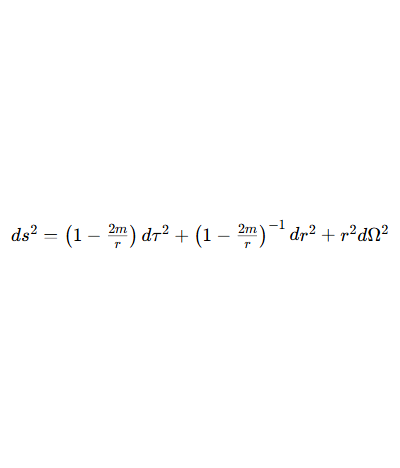 ds² = (1 − 2m/r) dτ² + (1 − 2m/r)⁻¹ dr² + r²dΩ²